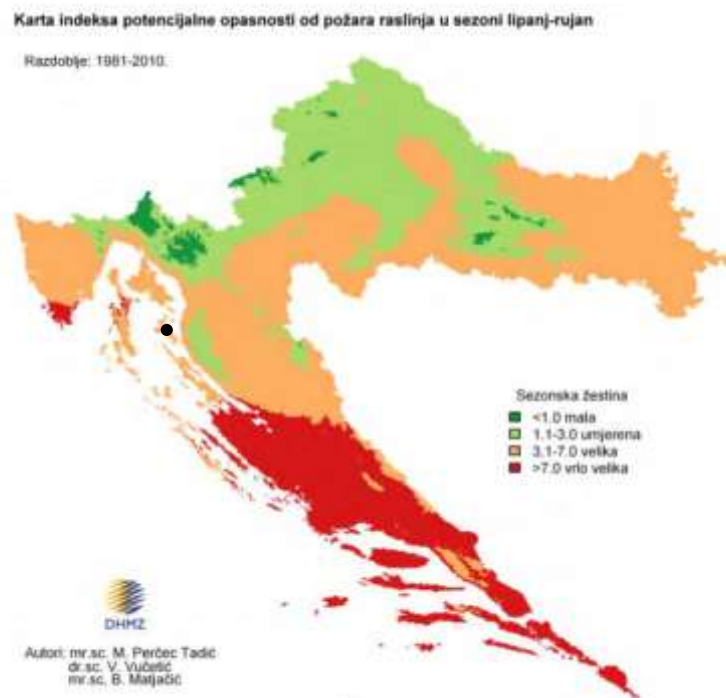 Karta indeksa potencijalne opasnosti od požara raslinja u sezoni lipanj-rujan
Razdoblje: 1981-2010.
Sezonska žestina
<1.0 mala
1.1-3.0 umjerena
3.1-7.0 velika
>7.0 vrlo velika
DHMZ
Autori: mr.sc. M. Perčec Tadić
dr.sc. V. Vučetić
mr.sc. B. Matjačić